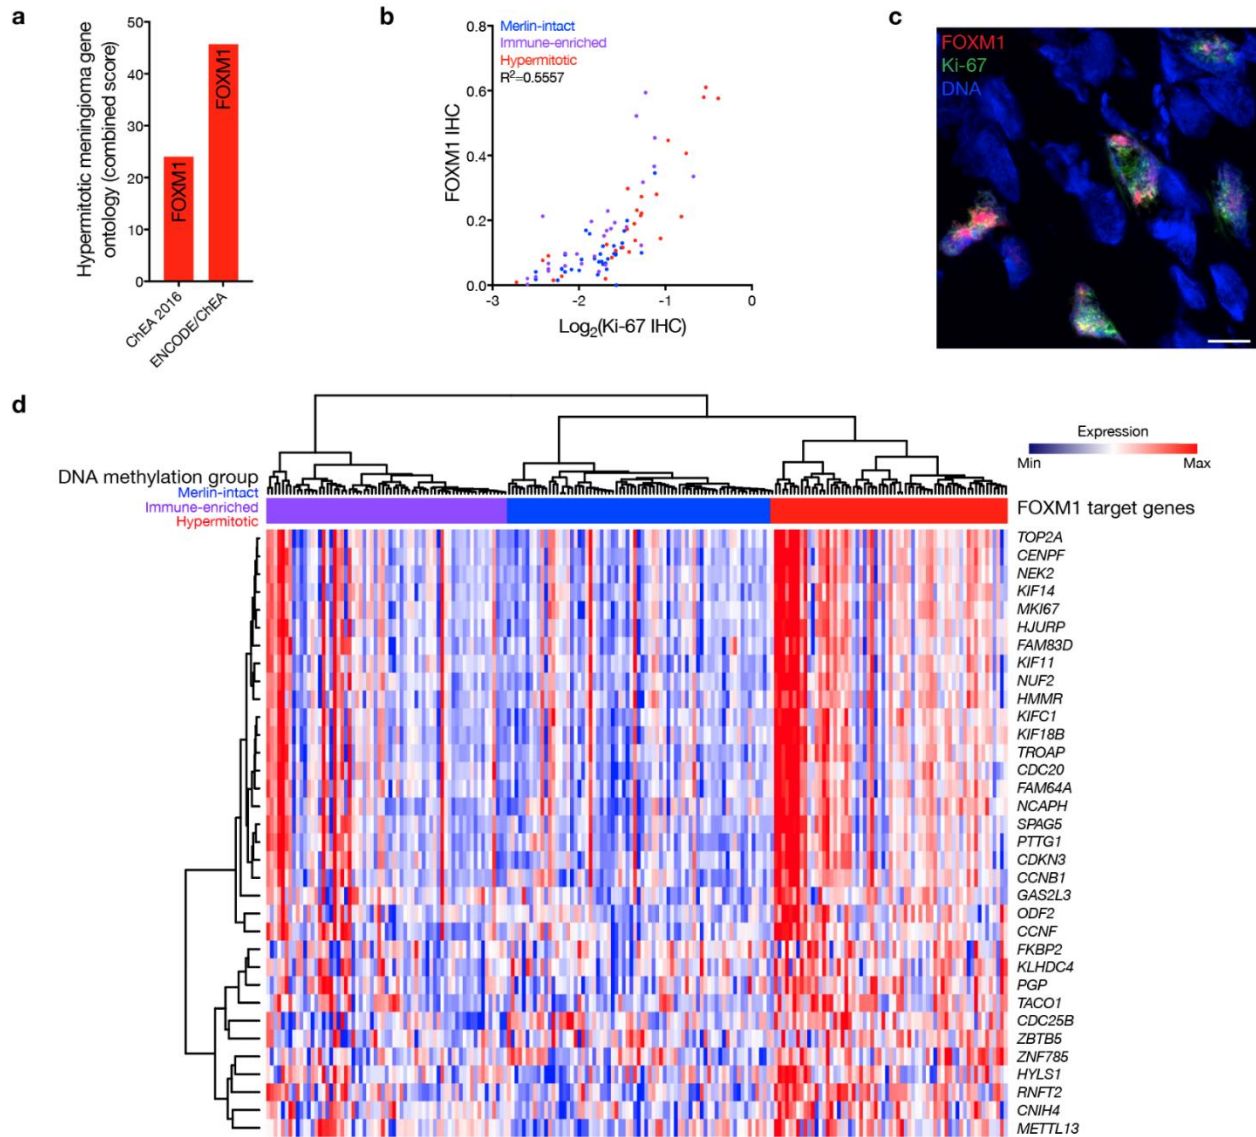 a
Hypermitotic meningioma gene
ontology (combined score)
50
40
30
20
10
0
FOXM1
FOXM1
ChEA 2016
ENCODE/ChEA
b
Merlin-intact
Immune-enriched
Hypermitotic
R²=0.5557
FOXM1 IHC
0.8
0.6
0.4
0.2
0.0
-3 -2 -1 0
Log₂(Ki-67 IHC)
c
FOXM1
Ki-67
DNA
d
DNA methylation group
Merlin-intact
Immune-enriched
Hypermitotic
Expression
Min Max
FOXM1 target genes
TOP2A
CENPF
NEK2
KIF14
MKI67
HJURP
FAM83D
KIF11
NUF2
HMMR
KIFC1
KIF18B
TROAP
CDC20
FAM64A
NCAPH
SPAG5
PTTG1
CDKN3
CCNB1
GAS2L3
ODF2
CCNF
FKBP2
KLHDC4
PGP
TACO1
CDC25B
ZBTB5
ZNF785
HYLS1
RNFT2
CNIH4
METTL13